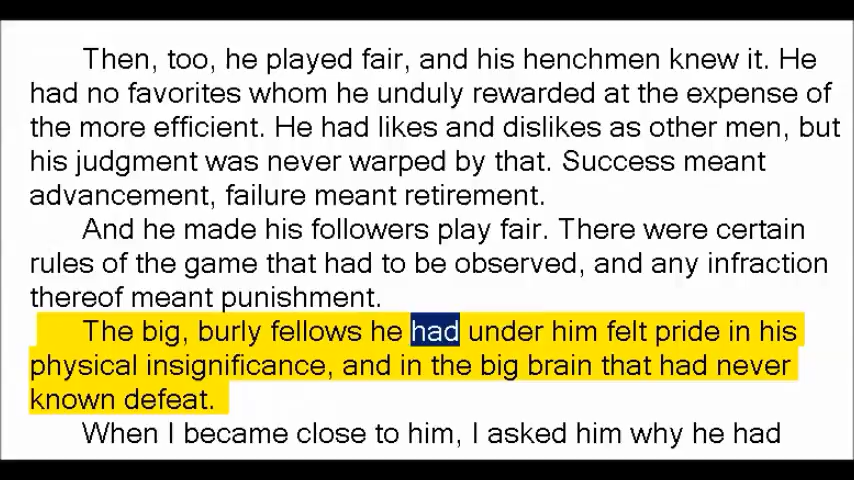 Then, too, he played fair, and his henchmen knew it. He
had no favorites whom he unduly rewarded at the expense of
the more efficient. He had likes and dislikes as other men, but
his judgment was never warped by that. Success meant
advancement, failure meant retirement.
And he made his followers play fair. There were certain
rules of the game that had to be observed, and any infraction
thereof meant punishment.
The big, burly fellows he had under him felt pride in his
physical insignificance, and in the big brain that had never
known defeat.
When I became close to him, I asked him why he had